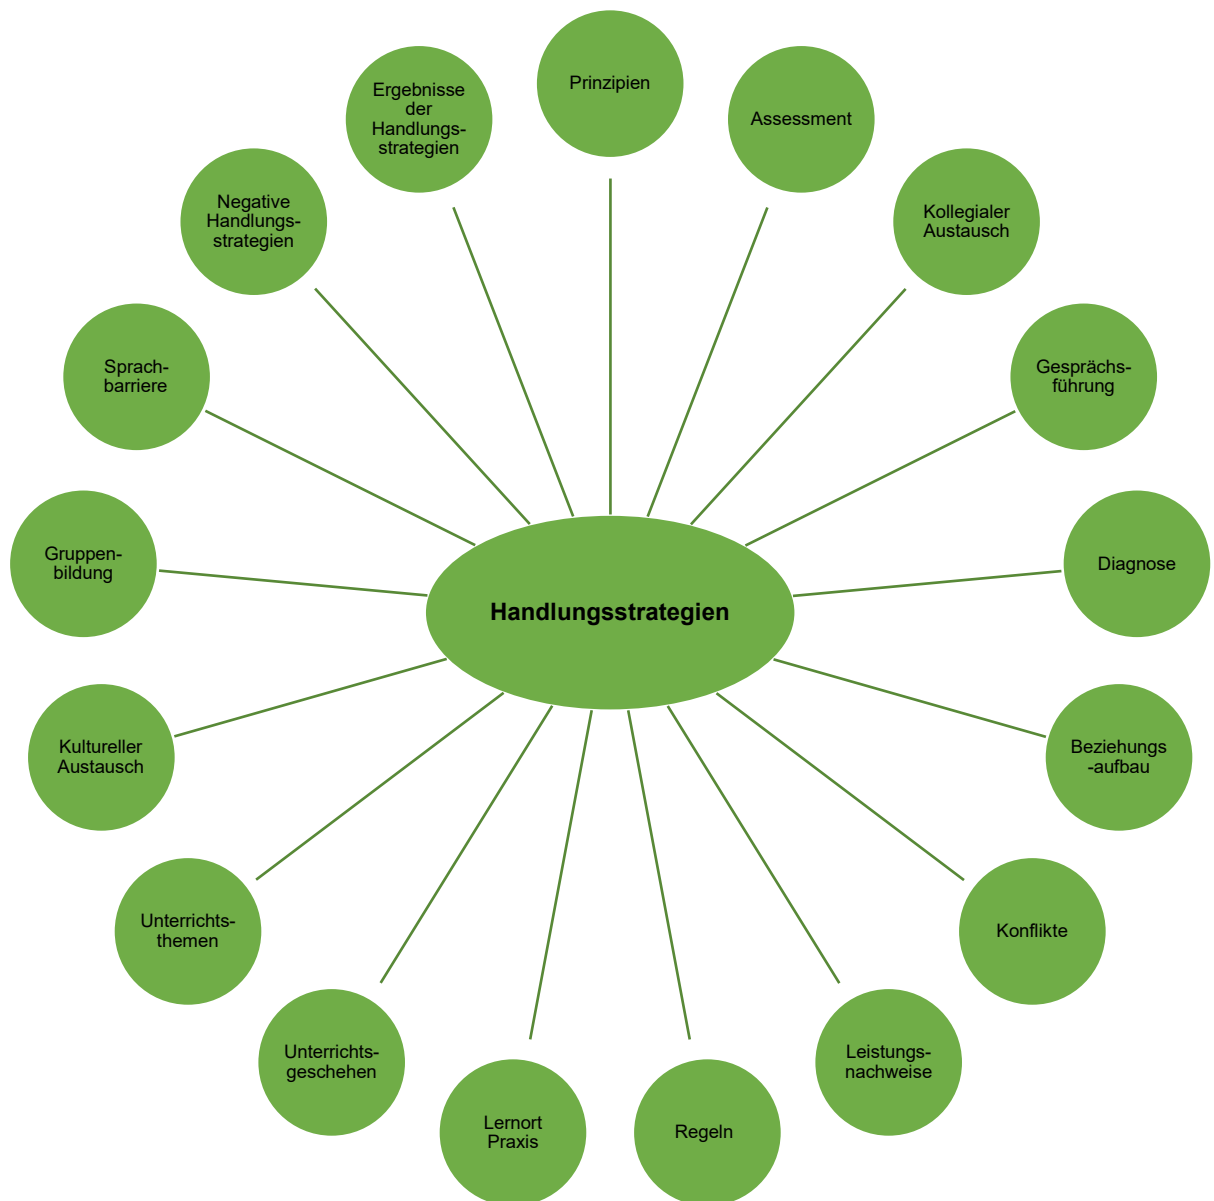 Prinzipien
Assessment
Kollegialer
Austausch
Gesprächs-
führung
Diagnose
Beziehungs
-aufbau
Konflikte
Leistungs-
nachweise
Regeln
Lernort
Praxis
Unterrichts-
geschehen
Unterrichts-
themen
Kultureller
Austausch
Gruppen-
bildung
Sprach-
barriere
Negative
Handlungs-
strategien
Ergebnisse
der
Handlungs-
strategien
Handlungsstrategien